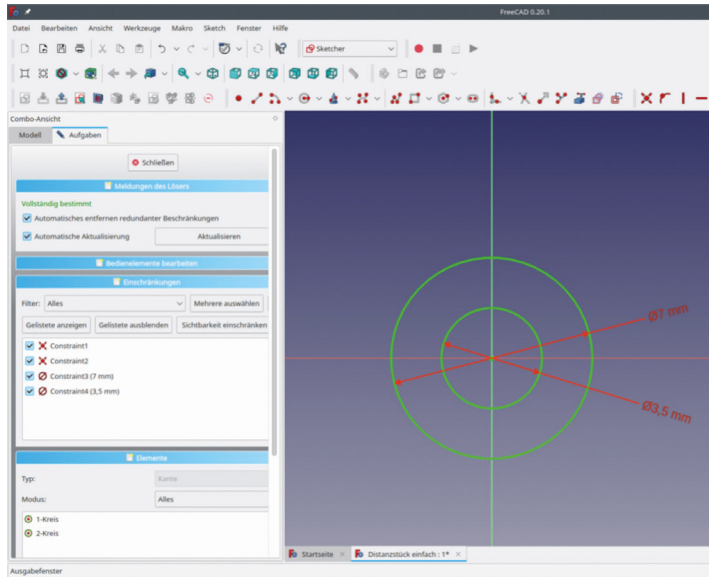 FreeCAD 0.20.1
Datei Bearbeiten Ansicht Werkzeuge Makro Sketch Fenster Hilfe
Sketcher
Combo-Ansicht
Modell Aufgaben
Schließen
Meldungen des Lösers
Vollständig bestimmt
Automatisches entfernen redundanter Beschränkungen
Automatische Aktualisierung Aktualisieren
Bedienelemente bearbeiten
Einschränkungen
Filter: Alles Mehrere auswählen
Gelistete anzeigen Gelistete ausblenden Sichtbarkeit einschränken
Constraint1
Constraint2
Constraint3 (7 mm)
Constraint4 (3,5 mm)
Elemente
Typ: Kante
Modus: Alles
1-Kreis
2-Kreis
Ø7 mm
Ø3,5 mm
Startseite Distanzstück einfach : 1*
Ausgabefenster